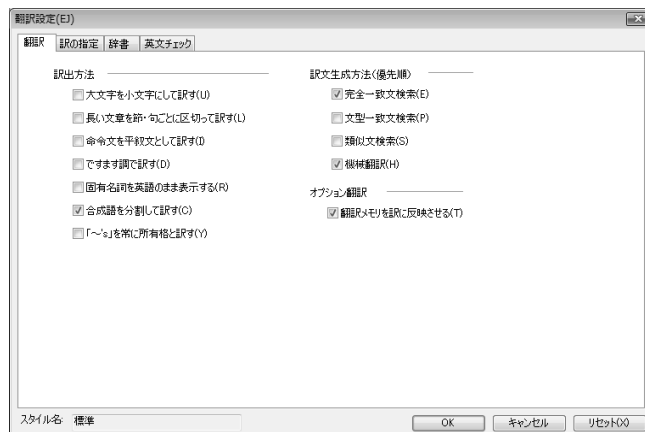 翻訳設定(EJ)
翻訳 訳の指定 辞書 英文チェック
訳出方法
大文字を小文字にして訳す(U)
長い文章を節・句ごとに区切って訳す(L)
命令文を平叙文として訳す(I)
ですます調で訳す(D)
固有名詞を英語のまま表示する(R)
合成語を分割して訳す(C)
「～'s」を常に所有格と訳す(Y)
訳文生成方法(優先順)
完全一致文検索(E)
文型一致文検索(P)
類似文検索(S)
機械翻訳(H)
オプション翻訳
翻訳メモリを訳に反映させる(T)
スタイル名: 標準
OK キャンセル リセット(X)